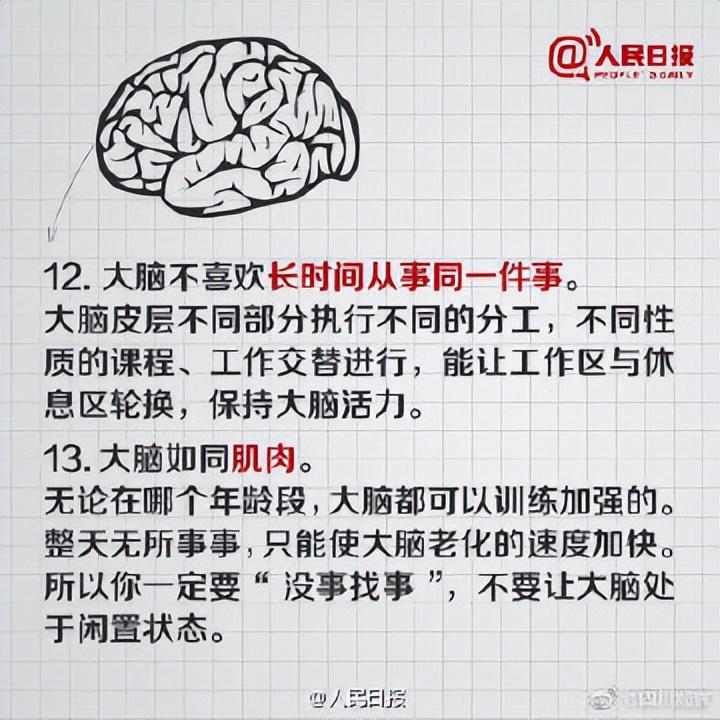 @人民日报
PEOPLE'S DAILY
12. 大脑不喜欢长时间从事同一件事。
大脑皮层不同部分执行不同的分工，不同性
质的课程、工作交替进行，能让工作区与休
息区轮换，保持大脑活力。
13. 大脑如同肌肉。
无论在哪个年龄段，大脑都可以训练加强的。
整天无所事事，只能使大脑老化的速度加快。
所以你一定要“没事找事”，不要让大脑处
于闲置状态。
@人民日报